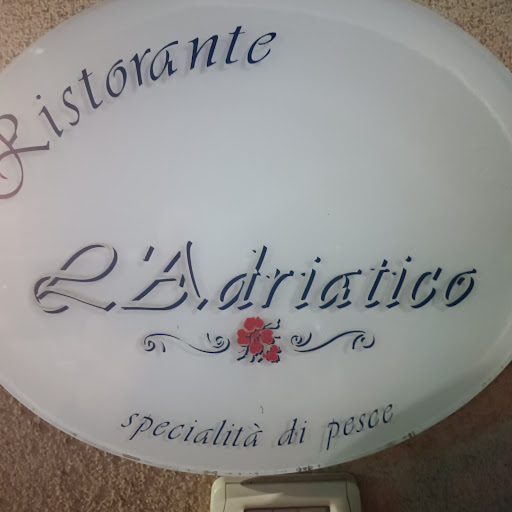 Ristorante
L'Adriatico
specialità di pesce